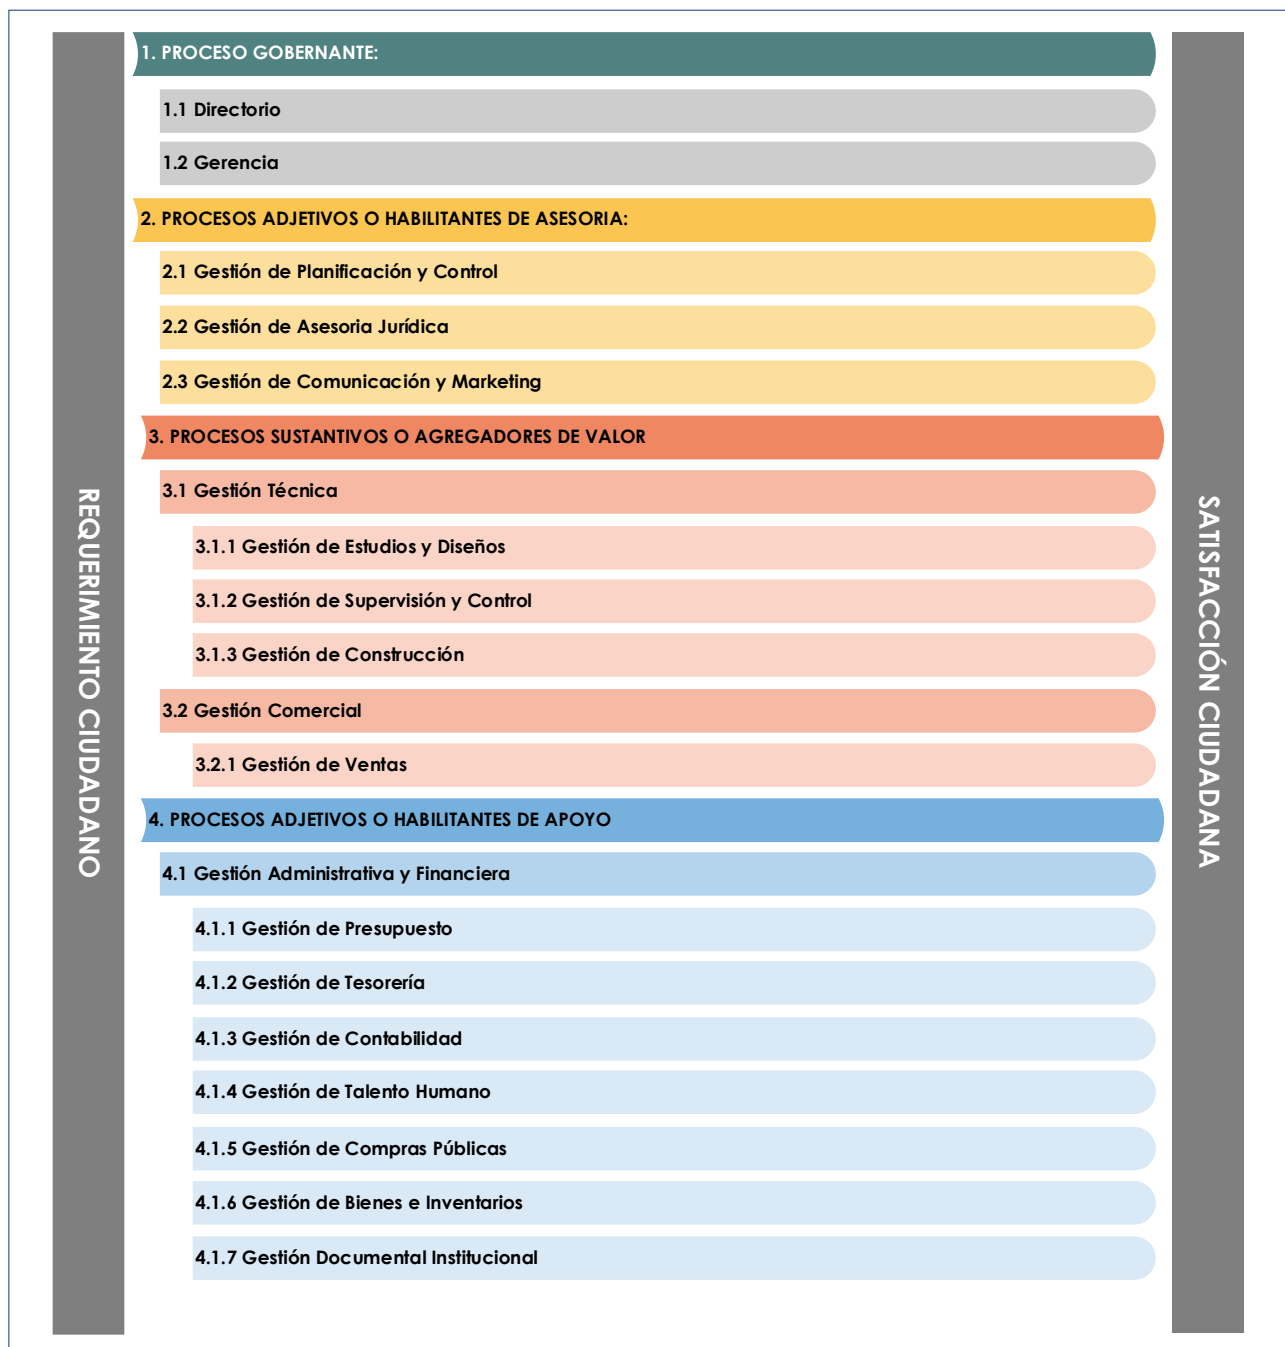 REQUERIMIENTO CIUDADANO
1. PROCESO GOBERNANTE:
1.1 Directorio
1.2 Gerencia
2. PROCESOS ADJETIVOS O HABILITANTES DE ASESORIA:
2.1 Gestión de Planificación y Control
2.2 Gestión de Asesoria Jurídica
2.3 Gestión de Comunicación y Marketing
3. PROCESOS SUSTANTIVOS O AGREGADORES DE VALOR
3.1 Gestión Técnica
3.1.1 Gestión de Estudios y Diseños
3.1.2 Gestión de Supervisión y Control
3.1.3 Gestión de Construcción
3.2 Gestión Comercial
3.2.1 Gestión de Ventas
4. PROCESOS ADJETIVOS O HABILITANTES DE APOYO
4.1 Gestión Administrativa y Financiera
4.1.1 Gestión de Presupuesto
4.1.2 Gestión de Tesorería
4.1.3 Gestión de Contabilidad
4.1.4 Gestión de Talento Humano
4.1.5 Gestión de Compras Públicas
4.1.6 Gestión de Bienes e Inventarios
4.1.7 Gestión Documental Institucional
SATISFACCIÓN CIUDADANA